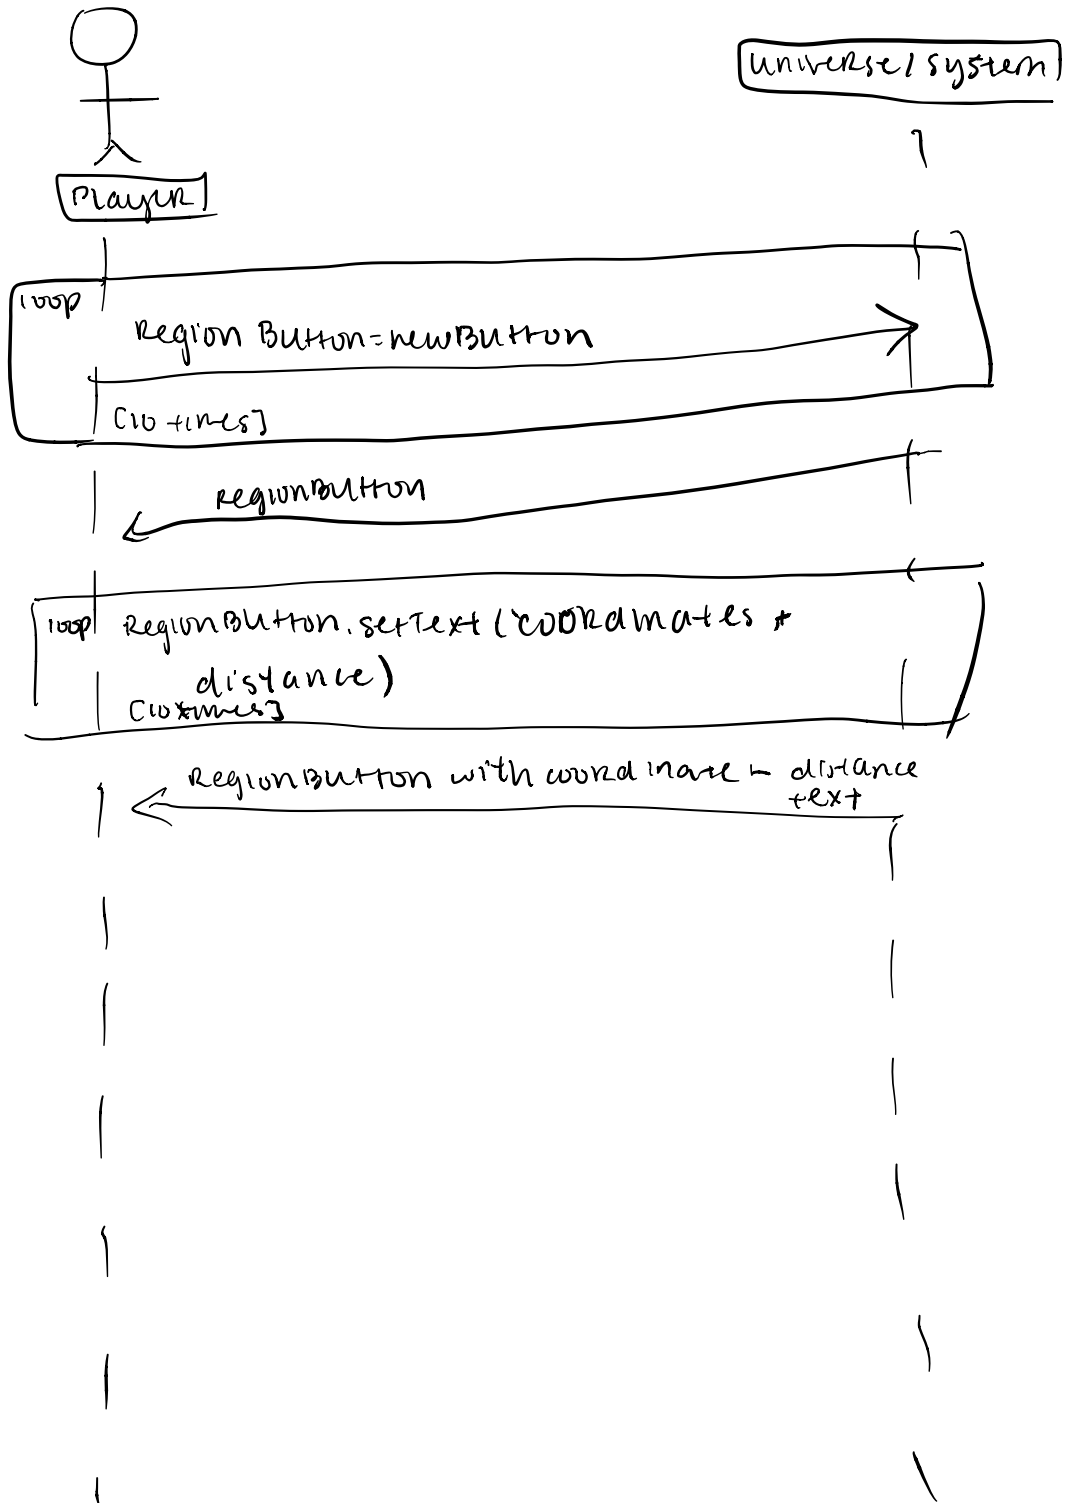 Universe/System
Player
loop
Region Button=newButton
[10 times]
RegionButton
loop
RegionButton.setText(coordinates +
distance)
[10 times]
RegionButton with coordinate - distance
text